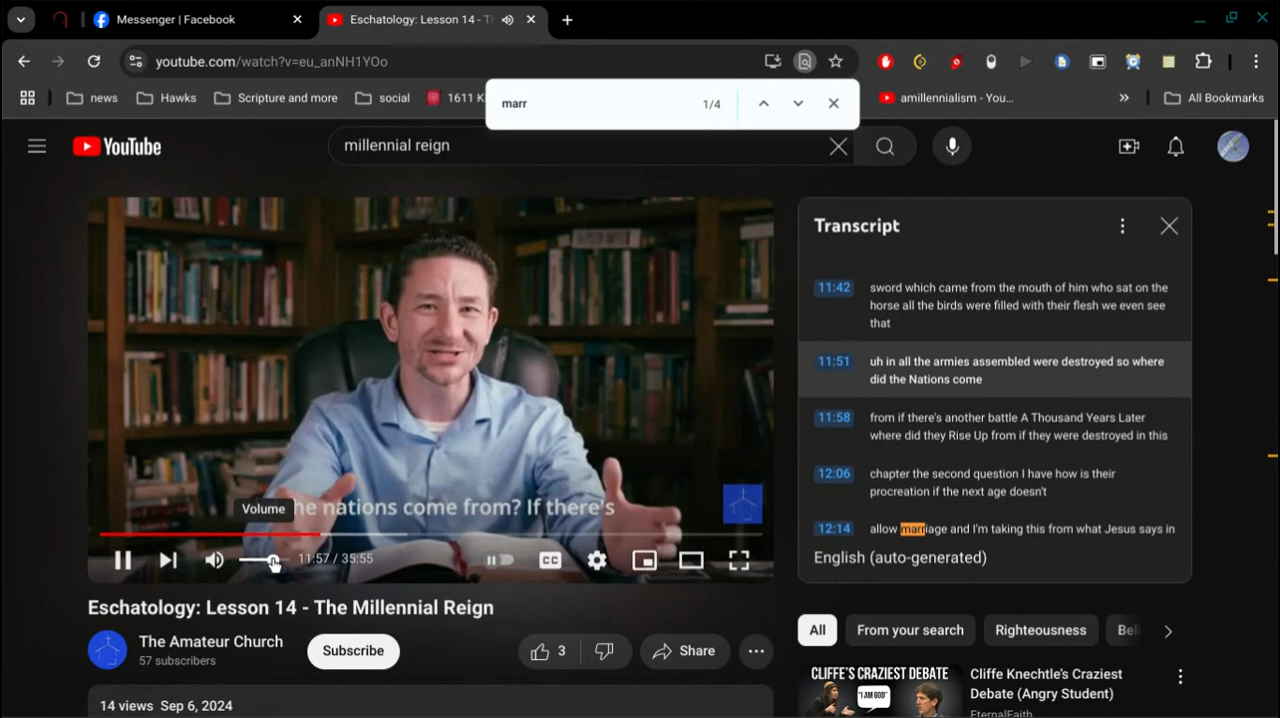 Messenger | Facebook
Eschatology: Lesson 14 - T
youtube.com/watch?v=eu_anNH1YOo
news
Hawks
Scripture and more
social
1611 K
marr
1/4
amillennialism - You...
All Bookmarks
YouTube
millennial reign
Transcript
11:42
sword which came from the mouth of him who sat on the
horse all the birds were filled with their flesh we even see
that
11:51
uh in all the armies assembled were destroyed so where
did the Nations come
11:58
from if there's another battle A Thousand Years Later
where did they Rise Up from if they were destroyed in this
12:06
chapter the second question I have how is their
procreation if the next age doesn't
12:14
allow marriage and I'm taking this from what Jesus says in
English (auto-generated)
he nations come from? If there's
Volume
11:57 / 35:55
CC
Eschatology: Lesson 14 - The Millennial Reign
The Amateur Church
57 subscribers
Subscribe
3
Share
14 views Sep 6, 2024
All
From your search
Righteousness
Bel
CLIFFE'S CRAZIEST DEBATE
"I AM GOD"
Cliffe Knechtle's Craziest
Debate (Angry Student)
EternalFaith